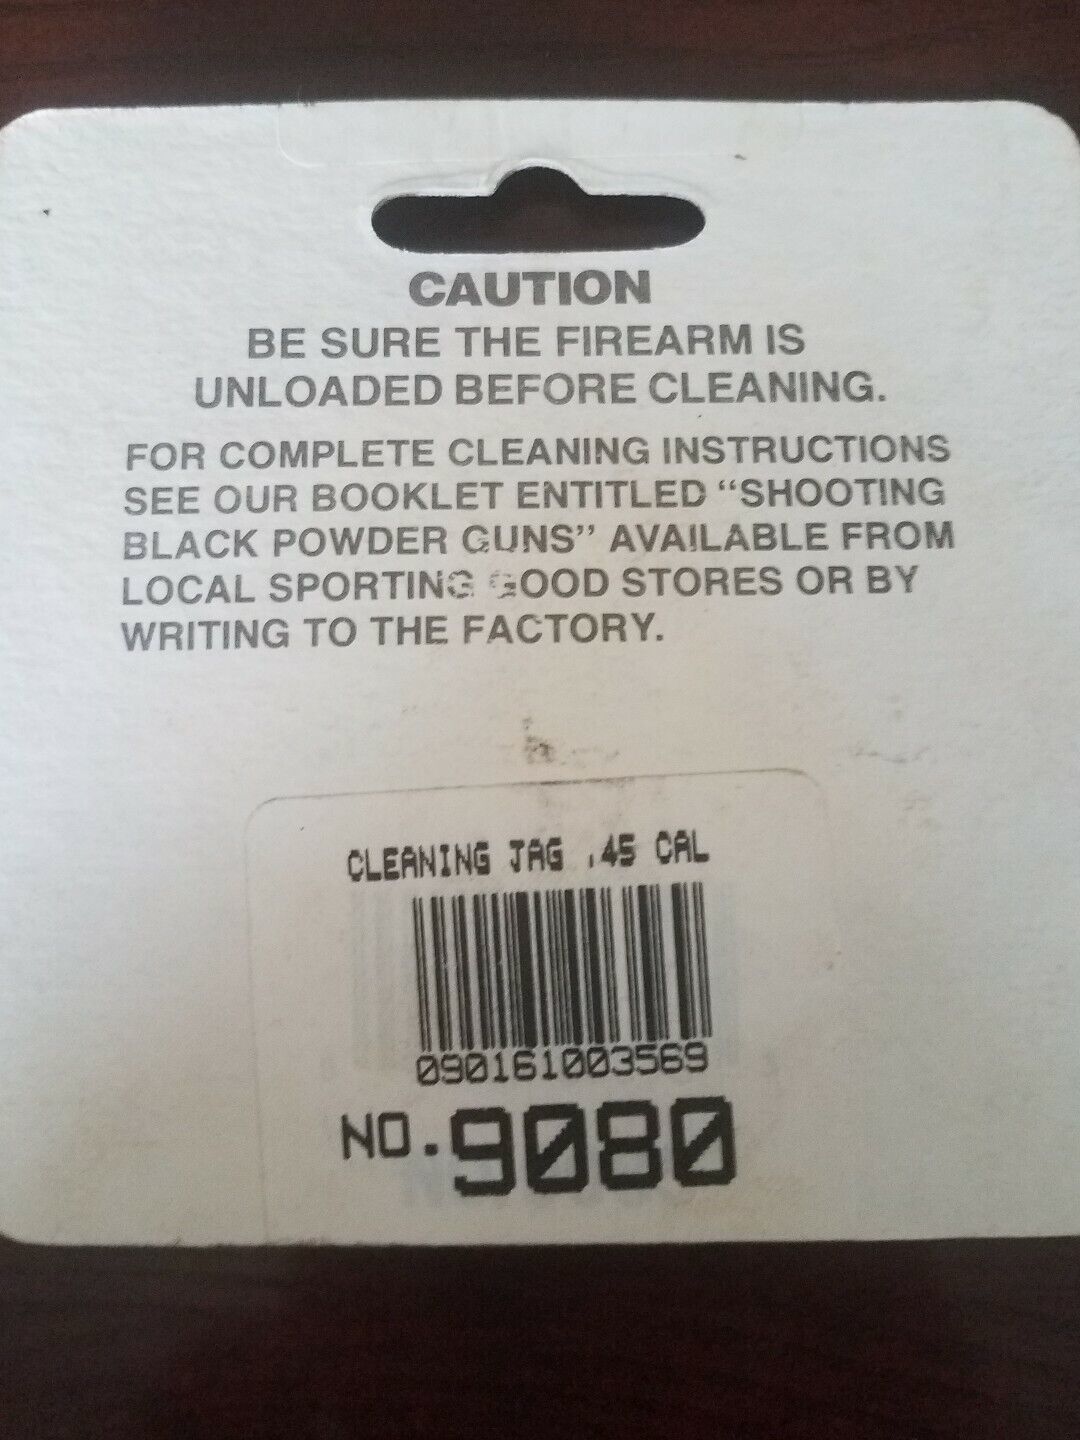 CAUTION
BE SURE THE FIREARM IS
UNLOADED BEFORE CLEANING.
FOR COMPLETE CLEANING INSTRUCTIONS
SEE OUR BOOKLET ENTITLED “SHOOTING
BLACK POWDER GUNS” AVAILABLE FROM
LOCAL SPORTING GOOD STORES OR BY
WRITING TO THE FACTORY.
CLEANING JAG .45 CAL
090161003569
NO. 9080